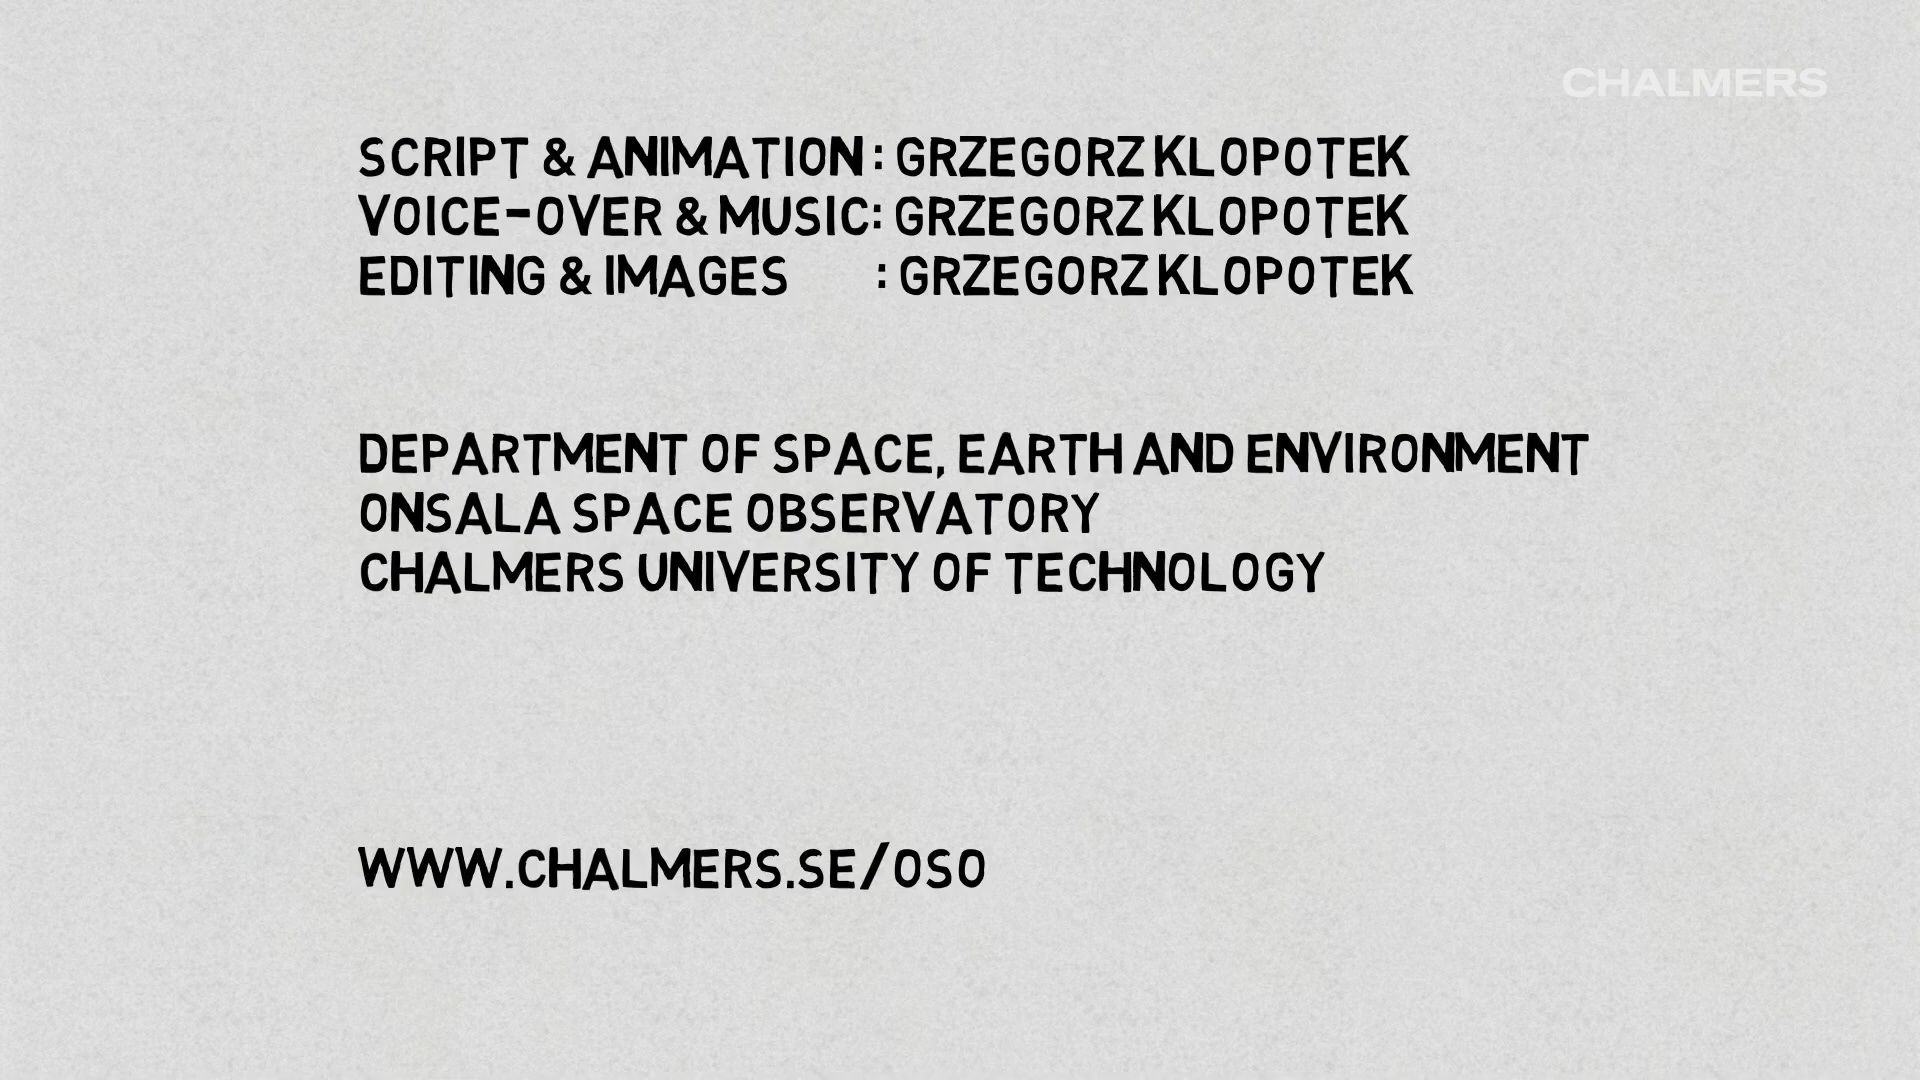 CHALMERS
SCRIPT & ANIMATION: GRZEGORZ KLOPOTEK
VOICE-OVER & MUSIC: GRZEGORZ KLOPOTEK
EDITING & IMAGES : GRZEGORZ KLOPOTEK
DEPARTMENT OF SPACE, EARTH AND ENVIRONMENT
ONSALA SPACE OBSERVATORY
CHALMERS UNIVERSITY OF TECHNOLOGY
WWW.CHALMERS.SE/OSO